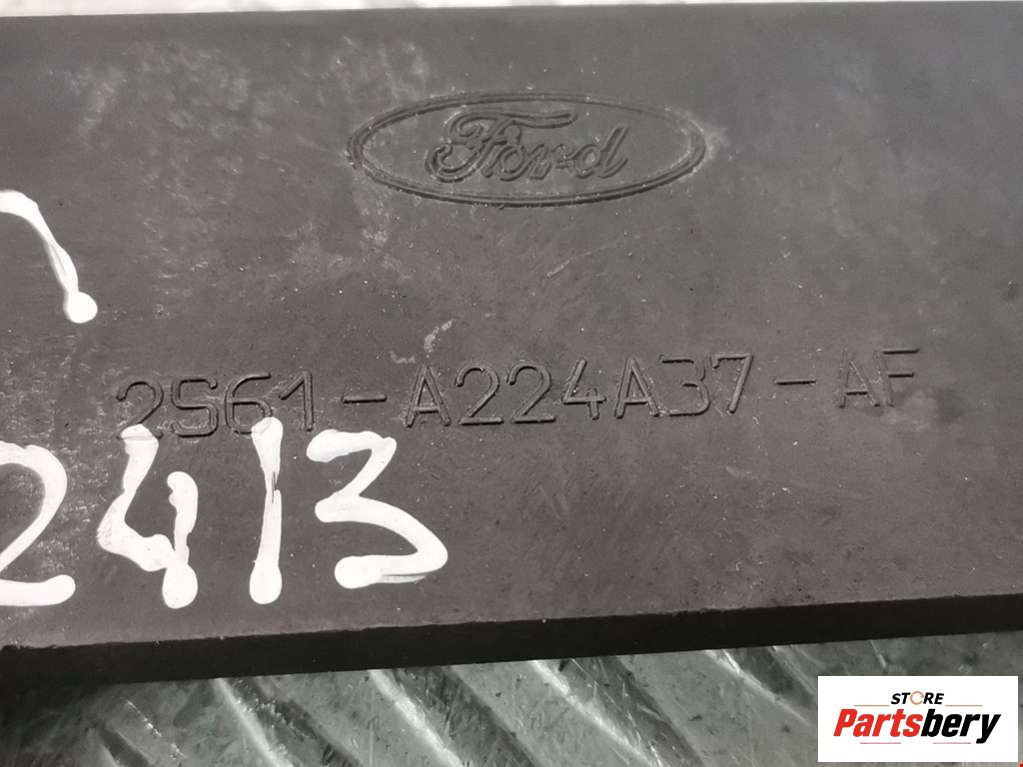 Ford
2S61-A224A37-AF
2413
STORE
Partsbery